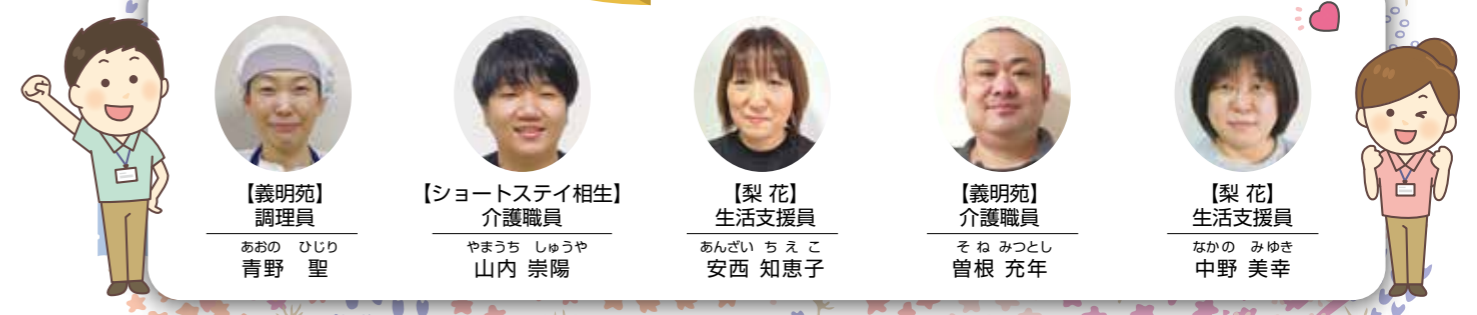 【義明苑】
調理員
あおの ひじり
青野 聖
【ショートステイ相生】
介護職員
やまうち しゅうや
山内 崇陽
【梨 花】
生活支援員
あんざい ち え こ
安西 知恵子
【義明苑】
介護職員
そ ね みつとし
曽根 充年
【梨 花】
生活支援員
なかの みゆき
中野 美幸